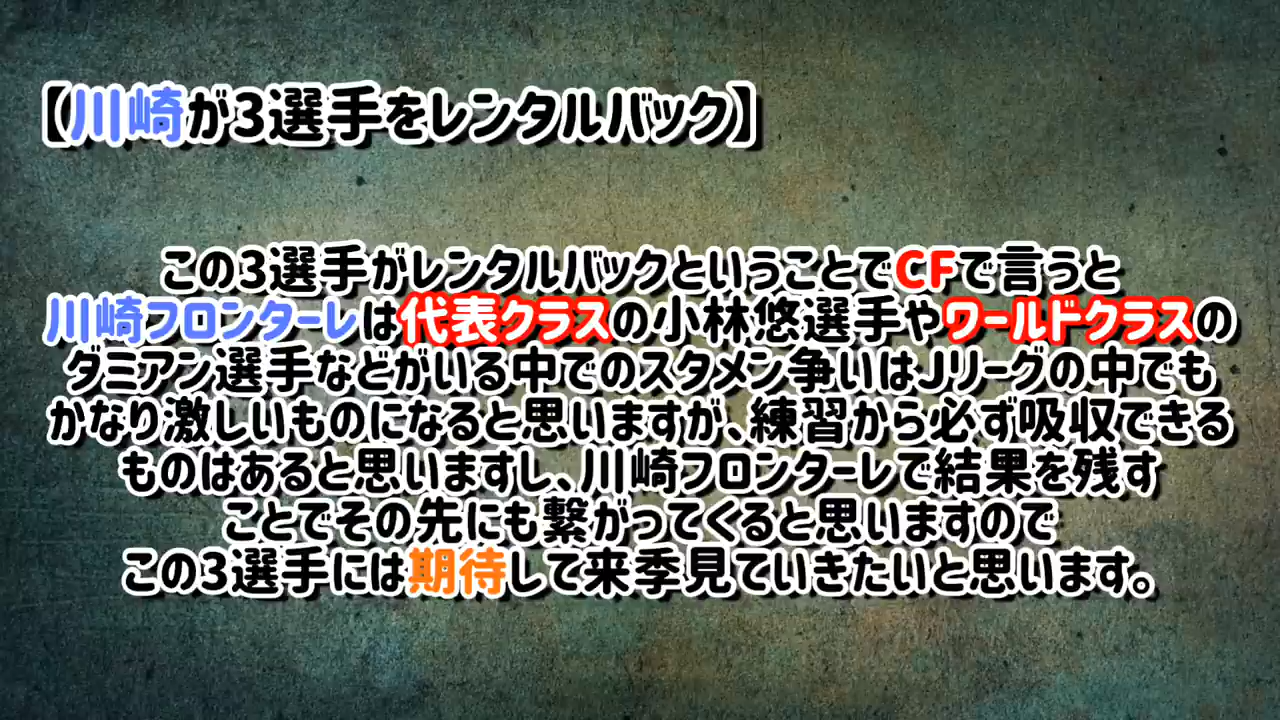 【川崎が3選手をレンタルバック】
この3選手がレンタルバックということでCFで言うと
川崎フロンターレは代表クラスの小林悠選手やワールドクラスの
ダミアン選手などがいる中でのスタメン争いはJリーグの中でも
かなり激しいものになると思いますが、練習から必ず吸収できる
ものはあると思いますし、川崎フロンターレで結果を残す
ことでその先にも繋がってくると思いますので
この3選手には期待して来季見ていきたいと思います。